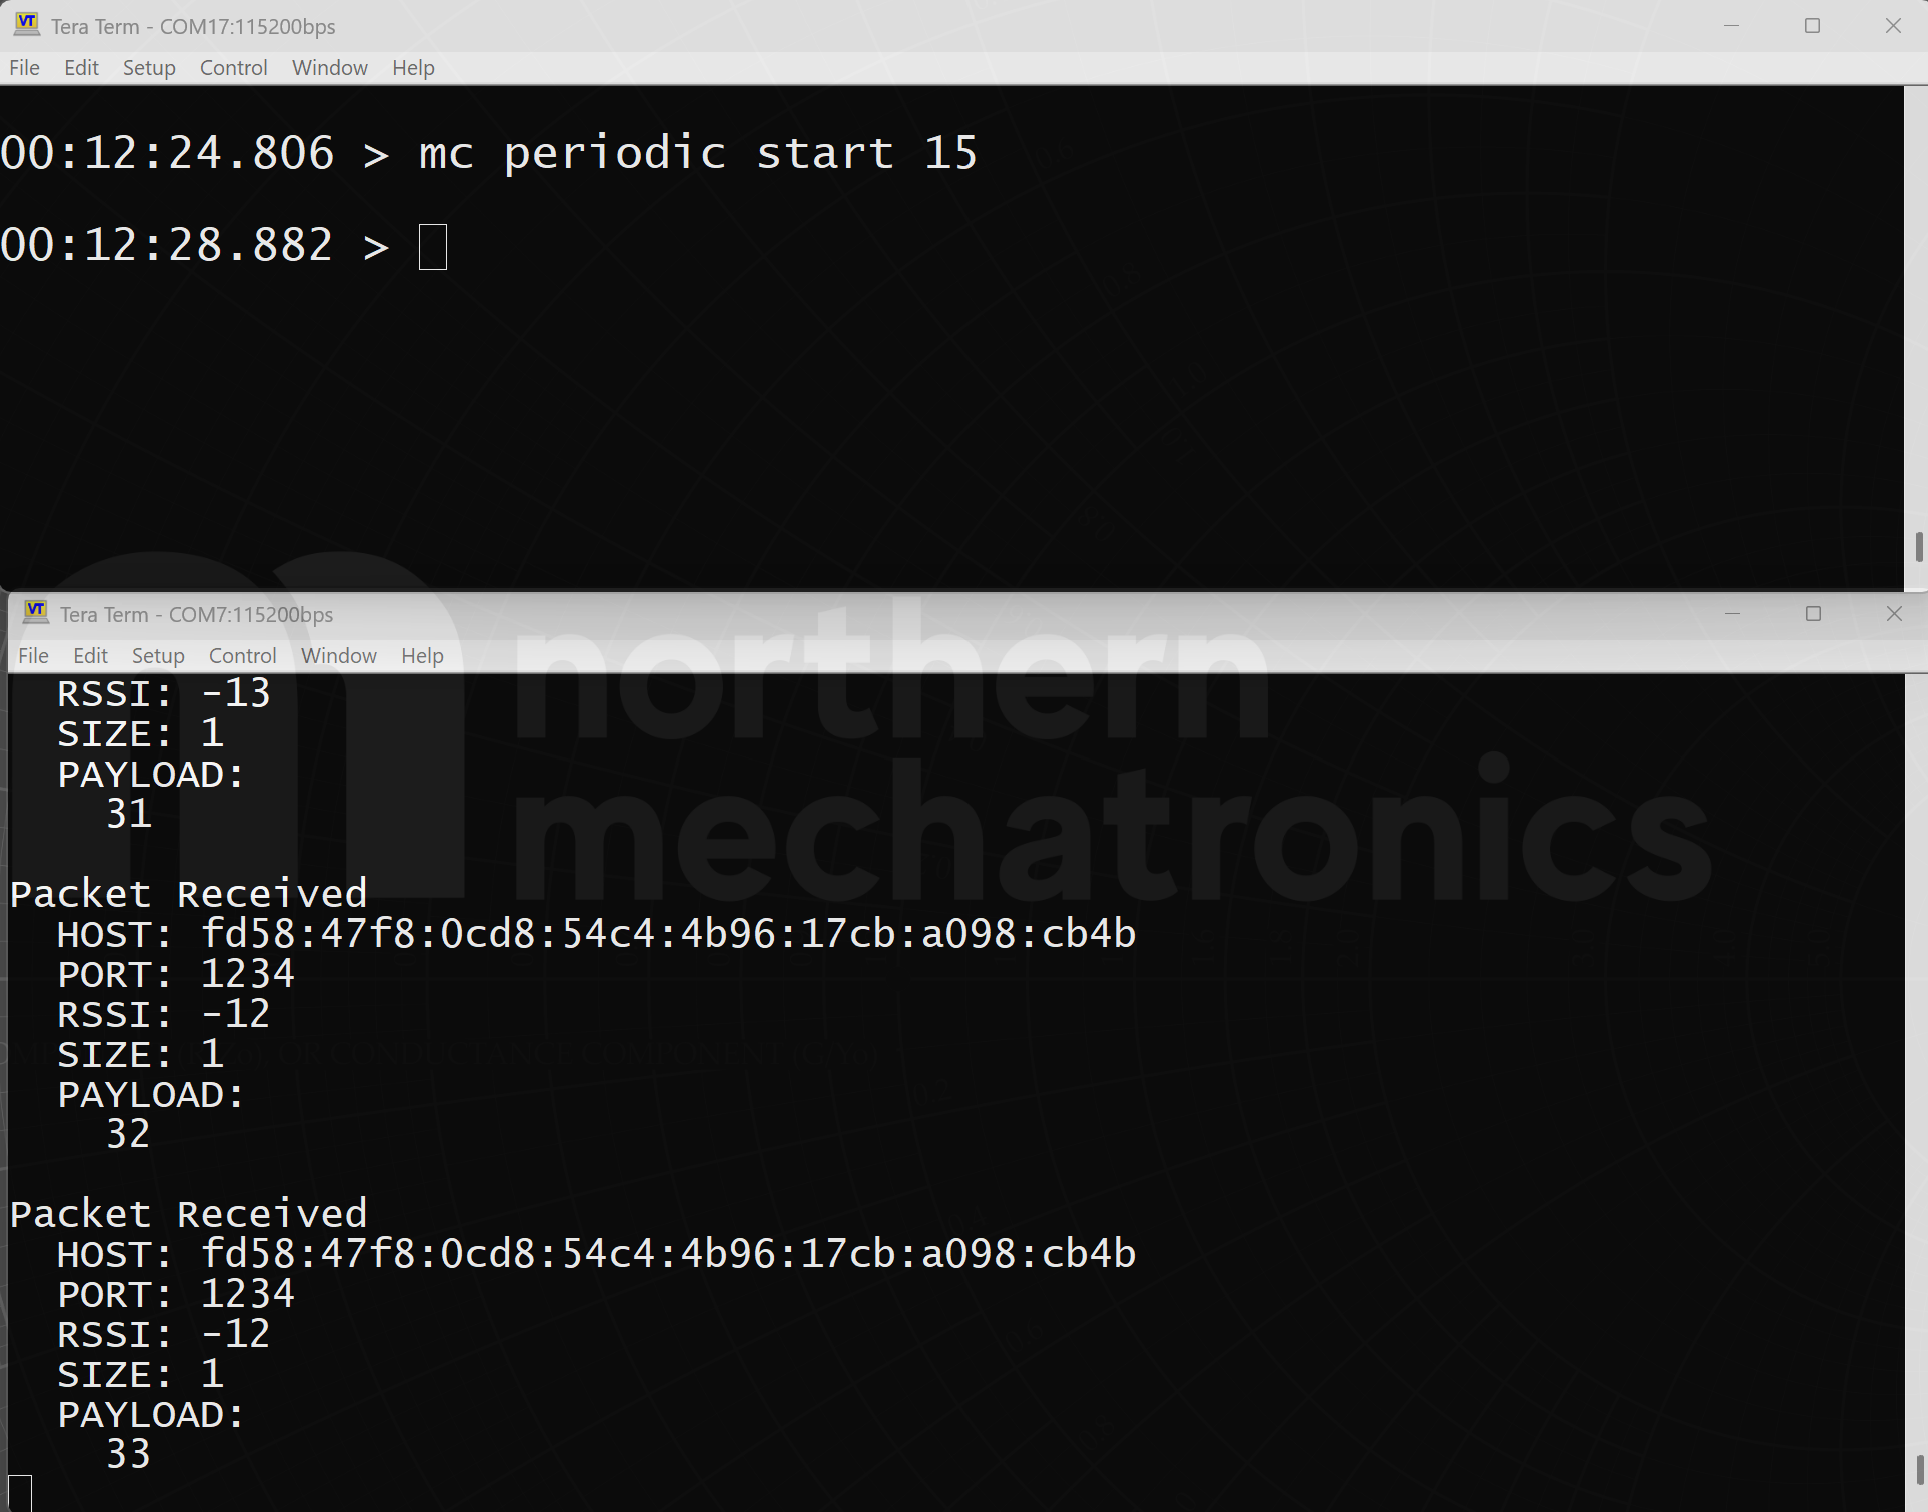 Tera Term - COM17:115200bps
File Edit Setup Control Window Help
00:12:24.806 > mc periodic start 15
00:12:28.882 >
Tera Term - COM7:115200bps
File Edit Setup Control Window Help
RSSI: -13
SIZE: 1
PAYLOAD:
31
Packet Received
HOST: fd58:47f8:0cd8:54c4:4b96:17cb:a098:cb4b
PORT: 1234
RSSI: -12
SIZE: 1
PAYLOAD:
32
Packet Received
HOST: fd58:47f8:0cd8:54c4:4b96:17cb:a098:cb4b
PORT: 1234
RSSI: -12
SIZE: 1
PAYLOAD:
33
northern
mechatronics